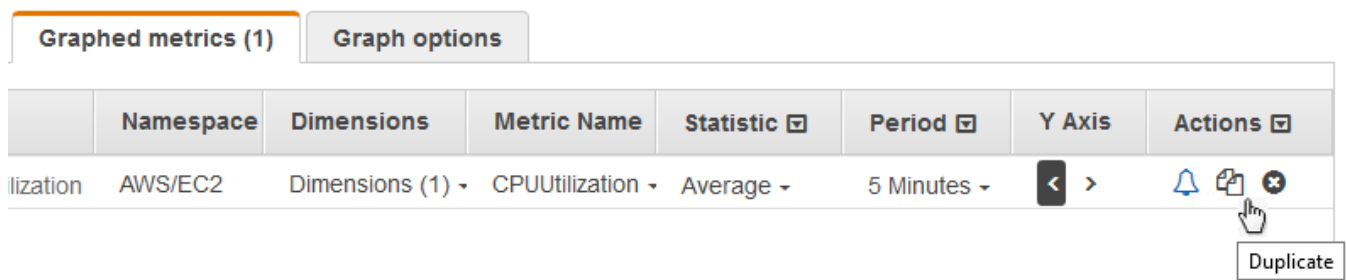 Graphed metrics (1) Graph options
Namespace Dimensions Metric Name Statistic Period Y Axis Actions
ilization AWS/EC2 Dimensions (1) CPUUtilization Average 5 Minutes < >
Duplicate